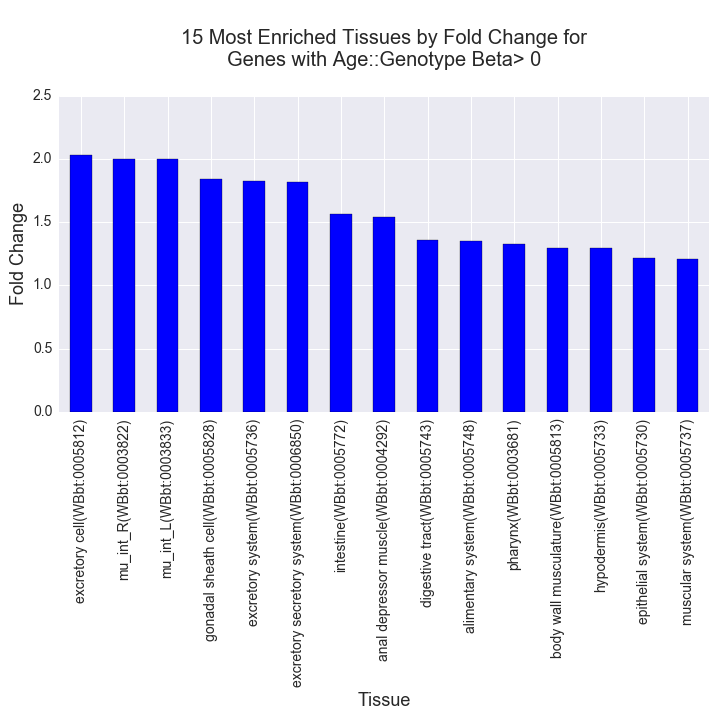 15 Most Enriched Tissues by Fold Change for
Genes with Age::Genotype Beta> 0
2.5
2.0
1.5
1.0
0.5
0.0
Fold Change
excretory cell(WBbt:0005812)
mu_int_R(WBbt:0003822)
mu_int_L(WBbt:0003833)
gonadal sheath cell(WBbt:0005828)
excretory system(WBbt:0005736)
excretory secretory system(WBbt:0006850)
intestine(WBbt:0005772)
anal depressor muscle(WBbt:0004292)
digestive tract(WBbt:0005743)
alimentary system(WBbt:0005748)
pharynx(WBbt:0003681)
body wall musculature(WBbt:0005813)
hypodermis(WBbt:0005733)
epithelial system(WBbt:0005730)
muscular system(WBbt:0005737)
Tissue